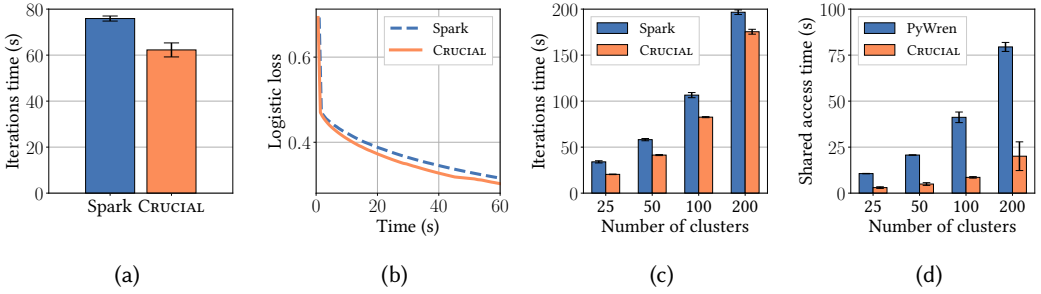 80
60
40
20
0
Iterations time (s)
Spark CRUCIAL
(a)
0.6
0.4
Logistic loss
Spark
CRUCIAL
0 20 40 60
Time (s)
(b)
200
150
100
50
0
Iterations time (s)
Spark
CRUCIAL
25 50 100 200
Number of clusters
(c)
100
75
50
25
0
Shared access time (s)
PyWren
CRUCIAL
25 50 100 200
Number of clusters
(d)